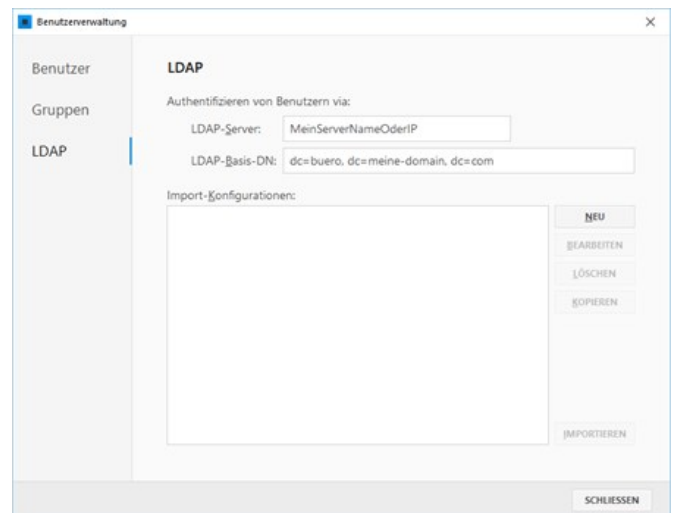 Benutzerverwaltung
Benutzer
Gruppen
LDAP
LDAP
Authentifizieren von Benutzern via:
LDAP-Server: MeinServerNameOderIP
LDAP-Basis-DN: dc=buero, dc=meine-domain, dc=com
Import-Konfigurationen:
NEU
BEARBEITEN
LÖSCHEN
KOPIEREN
IMPORTIEREN
SCHLIESSEN